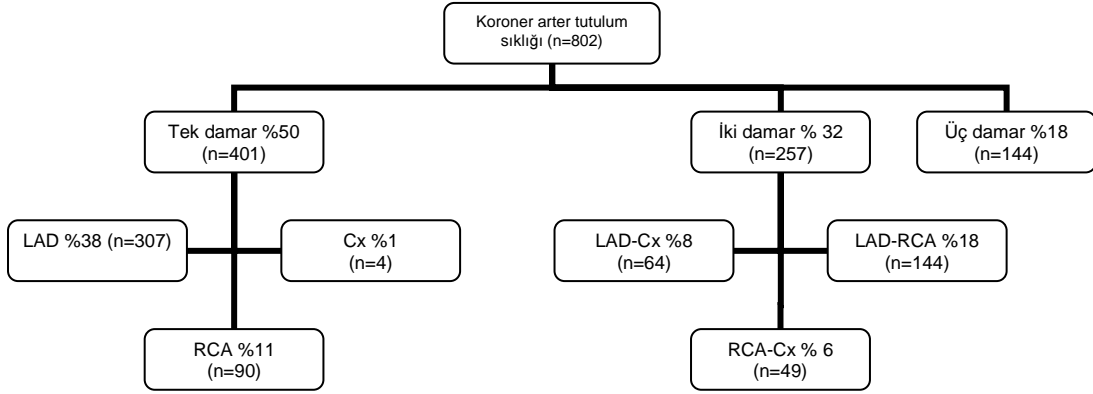 Koroner arter tutulum
sıklığı (n=802)
Tek damar %50
(n=401)
İki damar % 32
(n=257)
Üç damar %18
(n=144)
LAD %38 (n=307)
Cx %1
(n=4)
LAD-Cx %8
(n=64)
LAD-RCA %18
(n=144)
RCA %11
(n=90)
RCA-Cx % 6
(n=49)